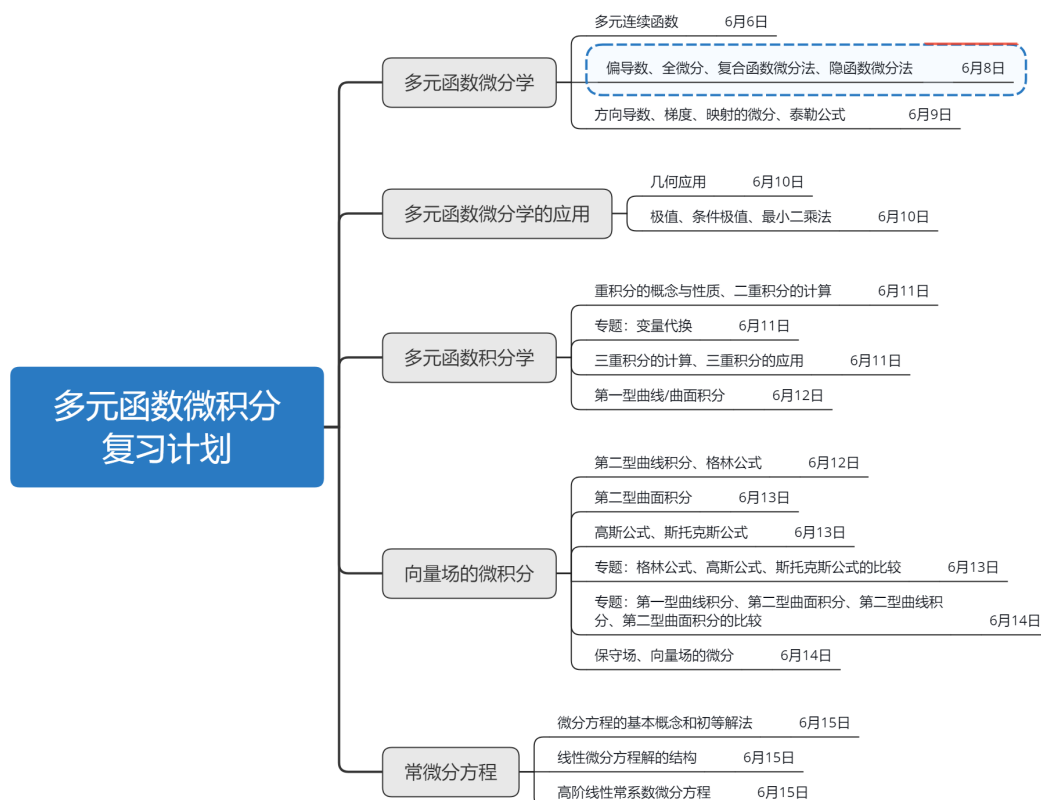 多元函数微积分
复习计划
多元函数微分学
多元连续函数 6月6日
偏导数、全微分、复合函数微分法、隐函数微分法 6月8日
方向导数、梯度、映射的微分、泰勒公式 6月9日
多元函数微分学的应用
几何应用 6月10日
极值、条件极值、最小二乘法 6月10日
多元函数积分学
重积分的概念与性质、二重积分的计算 6月11日
专题：变量代换 6月11日
三重积分的计算、三重积分的应用 6月11日
第一型曲线/曲面积分 6月12日
向量场的微积分
第二型曲线积分、格林公式 6月12日
第二型曲面积分 6月13日
高斯公式、斯托克斯公式 6月13日
专题：格林公式、高斯公式、斯托克斯公式的比较 6月13日
专题：第一型曲线积分、第二型曲面积分、第二型曲线积
分、第二型曲面积分的比较 6月14日
保守场、向量场的微分 6月14日
常微分方程
微分方程的基本概念和初等解法 6月15日
线性微分方程解的结构 6月15日
高阶线性常系数微分方程 6月15日